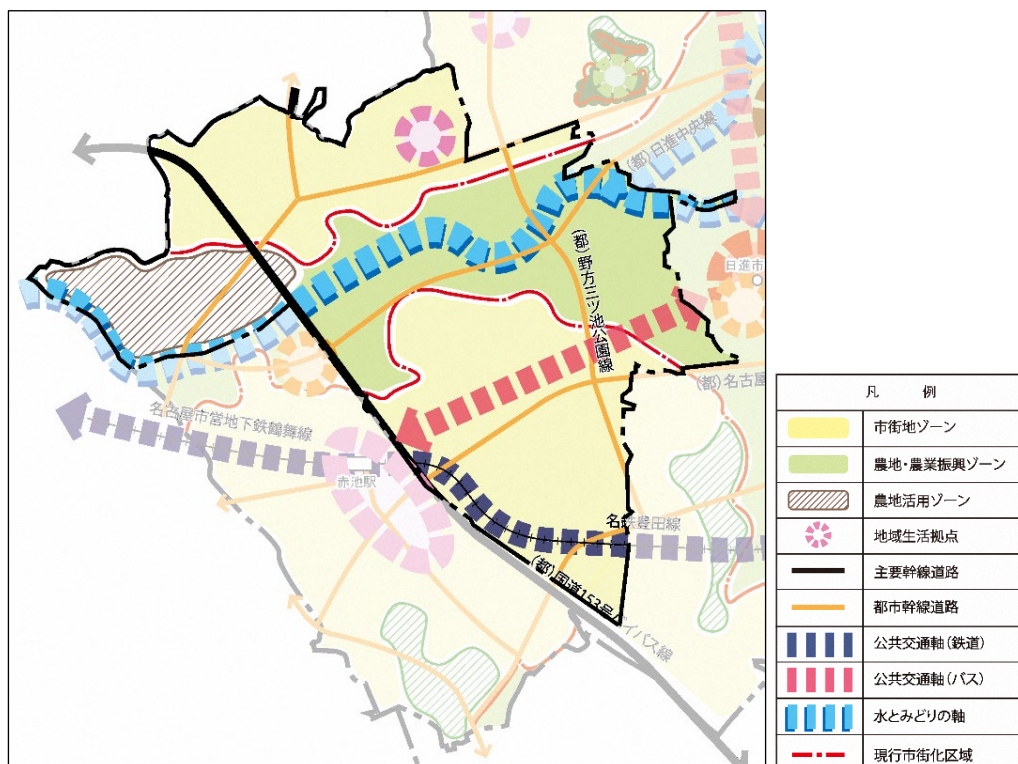 (都)日進中央線
(都)野方三ツ池公園線
日進市
(都)名古屋
名古屋市営地下鉄鶴舞線
赤池駅
名鉄豊田線
(都)国道153号バイパス線
凡　例
市街地ゾーン
農地・農業振興ゾーン
農地活用ゾーン
地域生活拠点
主要幹線道路
都市幹線道路
公共交通軸(鉄道)
公共交通軸(バス)
水とみどりの軸
現行市街化区域